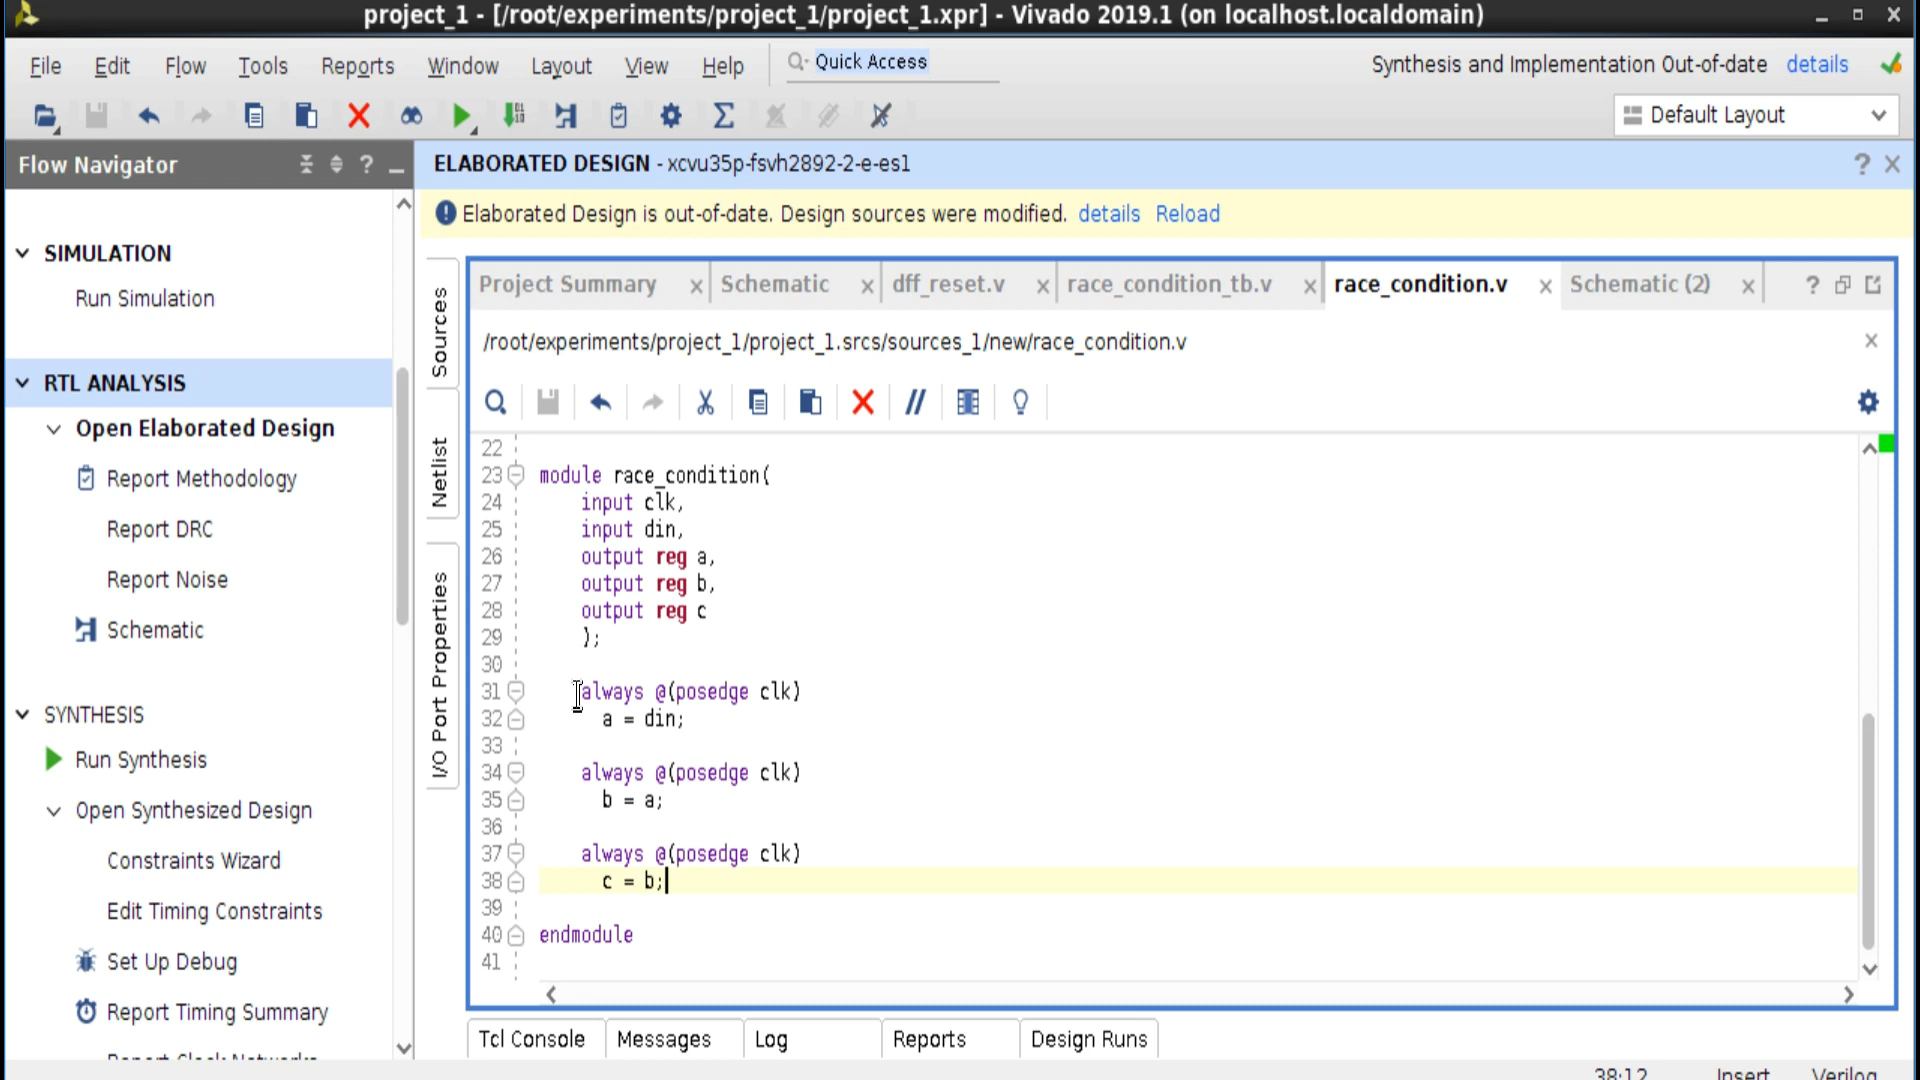 project_1 - [/root/experiments/project_1/project_1.xpr] - Vivado 2019.1 (on localhost.localdomain)
File Edit Flow Tools Reports Window Layout View Help Quick Access Synthesis and Implementation Out-of-date details
Default Layout
Flow Navigator
ELABORATED DESIGN - xcvu35p-fsvh2892-2-e-es1
Elaborated Design is out-of-date. Design sources were modified. details Reload
SIMULATION
Run Simulation
RTL ANALYSIS
Open Elaborated Design
Report Methodology
Report DRC
Report Noise
Schematic
SYNTHESIS
Run Synthesis
Open Synthesized Design
Constraints Wizard
Edit Timing Constraints
Set Up Debug
Report Timing Summary
Sources
Netlist
I/O Port Properties
Project Summary Schematic dff_reset.v race_condition_tb.v race_condition.v Schematic (2)
/root/experiments/project_1/project_1.srcs/sources_1/new/race_condition.v
22
23 module race_condition(
24 input clk,
25 input din,
26 output reg a,
27 output reg b,
28 output reg c
29 );
30
31 always @(posedge clk)
32 a = din;
33
34 always @(posedge clk)
35 b = a;
36
37 always @(posedge clk)
38 c = b;
39
40 endmodule
41
Tcl Console Messages Log Reports Design Runs
38:12 Insert Verilog